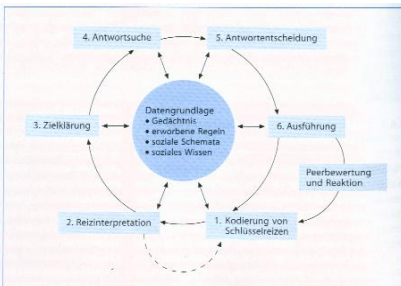 4. Antwortsuche
5. Antwortentscheidung
Datengrundlage
• Gedächtnis
• erworbene Regeln
• soziale Schemata
• soziales Wissen
3. Zielklärung
6. Ausführung
Peerbewertung
und Reaktion
2. Reizinterpretation
1. Kodierung von
Schlüsselreizen